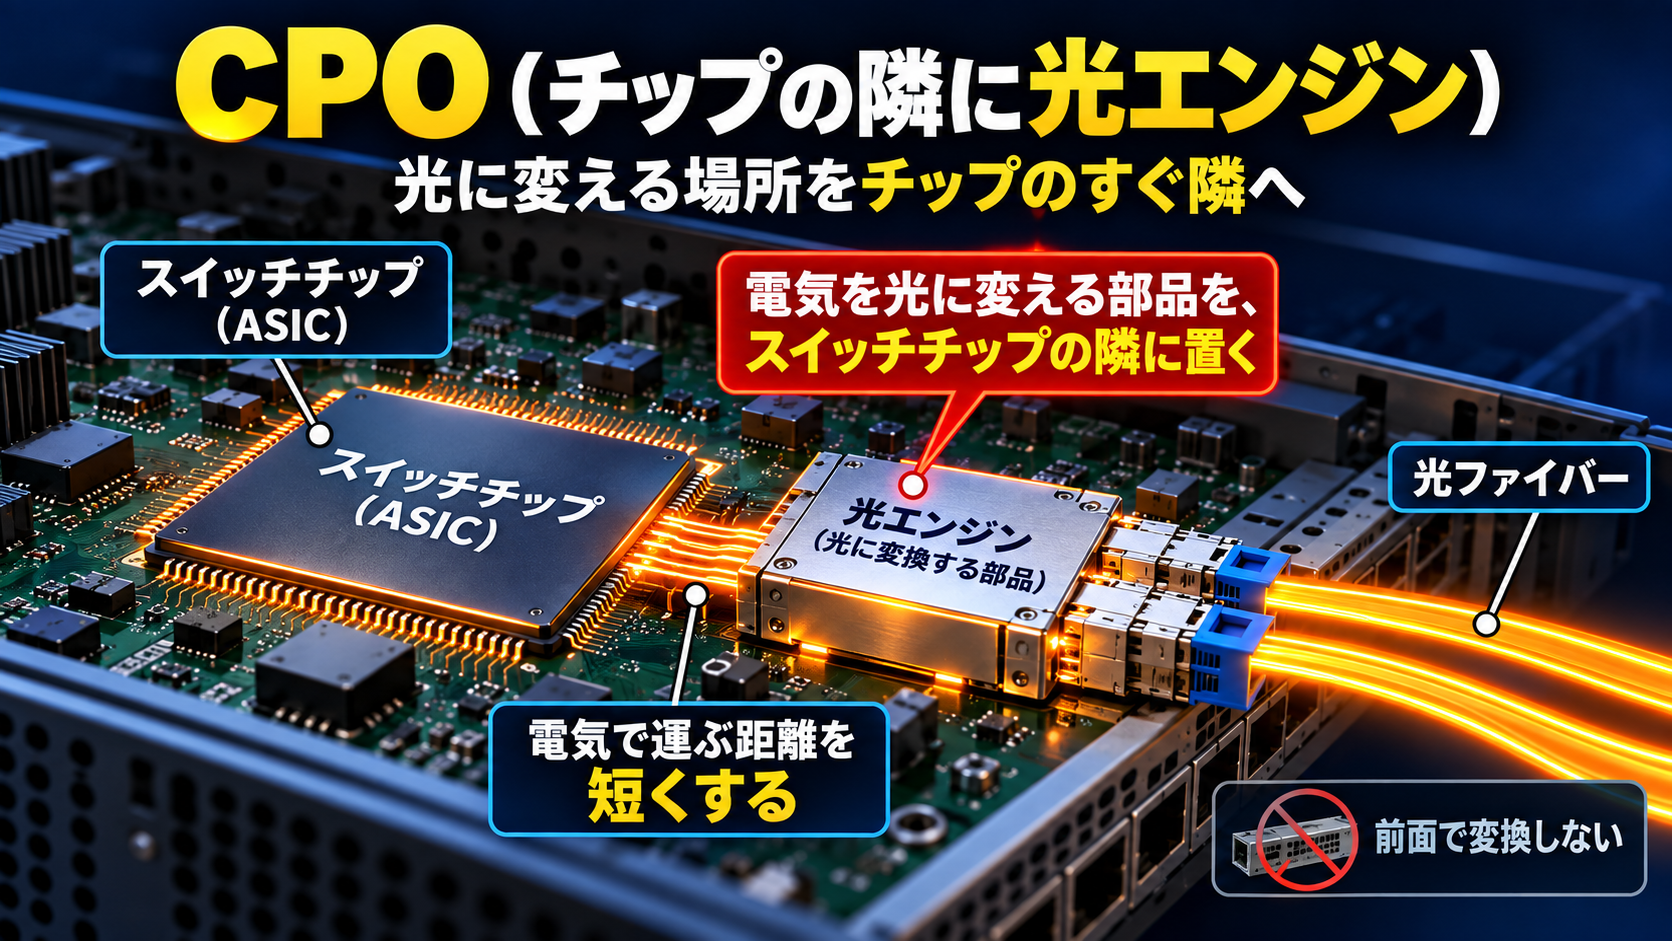 CPO（チップの隣に光エンジン）
光に変える場所をチップのすぐ隣へ
スイッチチップ
（ASIC）
電気を光に変える部品を、
スイッチチップの隣に置く
光ファイバー
スイッチチップ
（ASIC）
光エンジン
（光に変換する部品）
電気で運ぶ距離を
短くする
前面で変換しない